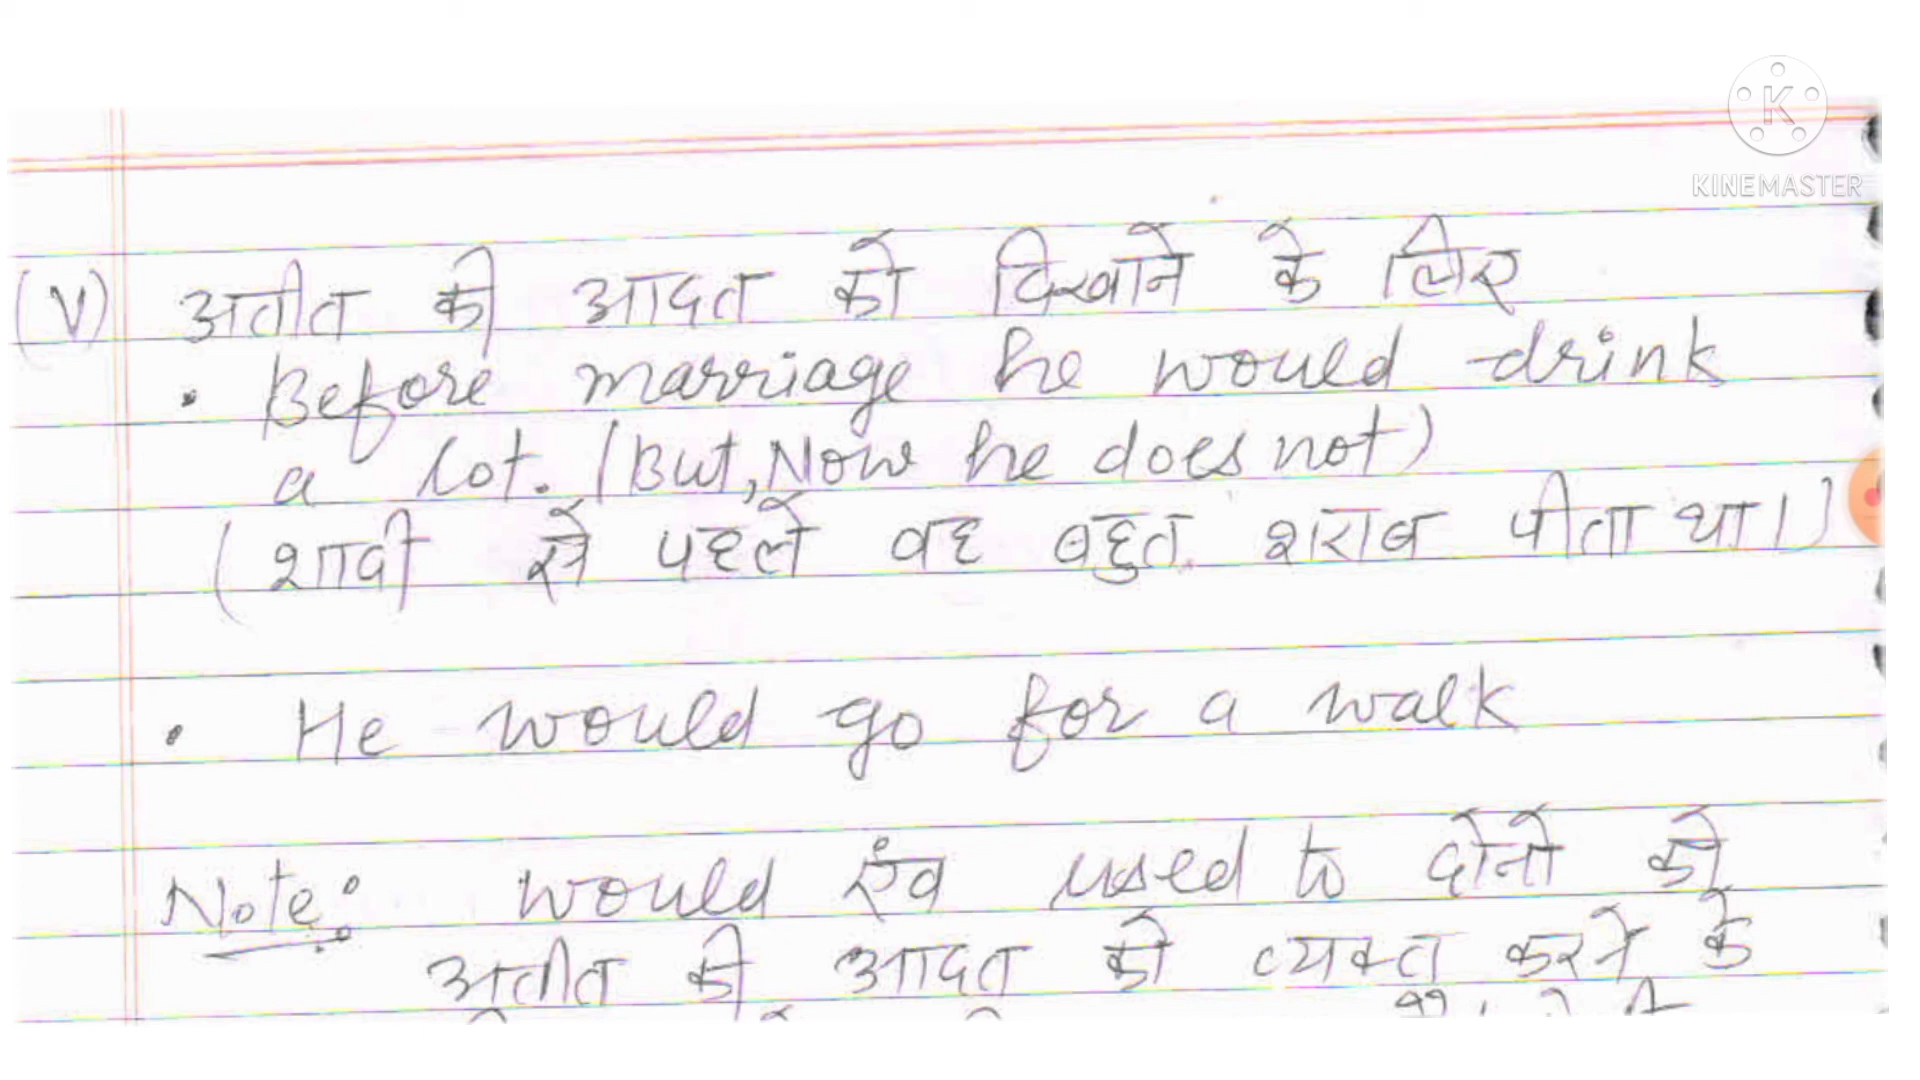 KINEMASTER
(V) अतीत की आदत को दिखाने के लिए
• Before marriage he would drink
a lot. (But, Now he does not)
(शादी से पहले वह बहुत शराब पीता था।)
• He would go for a walk
Note: would एंव used to दोनो को
अतीत की आदत को व्यक्त करने के